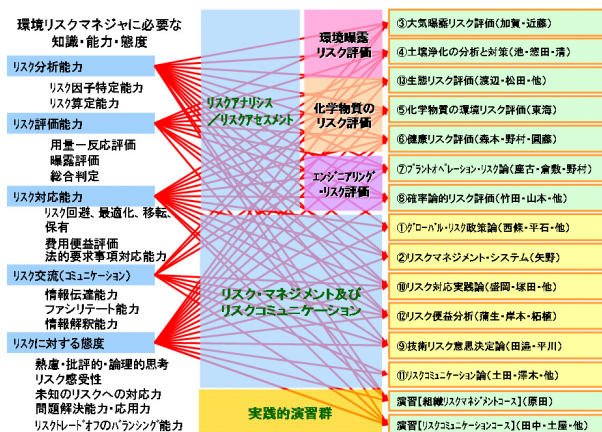 環境リスクマネジャに必要な
知識・能力・態度
リスク分析能力
リスク因子特定能力
リスク算定能力
リスク評価能力
用量ー反応評価
曝露評価
総合判定
リスク対応能力
リスク回避、最適化、移転、
保有
費用便益評価
法的要求事項対応能力
リスク交流(コミュニケーション)
情報伝達能力
ファシリテート能力
情報解釈能力
リスクに対する態度
熟慮・批評的・論理的思考
リスク感受性
未知のリスクへの対応力
問題解決能力・応用力
リスクトレードオフのバランシング能力
リスクアナリシス
／リスクアセスメント
リスク・マネジメント及び
リスクコミュニケーション
環境曝露
リスク評価
化学物質の
リスク評価
エンジニアリング
・リスク評価
実践的演習群
③大気曝露リスク評価(加賀・近藤)
④土壌浄化の分析と対策(池・惣田・清)
⑬生態リスク評価(渡辺・松田・他)
⑤化学物質の環境リスク評価(東海)
⑥健康リスク評価(森本・野村・圓藤)
⑦プラントオペレーション・リスク論(座古・倉敷・野村)
⑧確率論的リスク評価(竹田・山本・他)
①グローバル・リスク政策論(西條・平石・他)
②リスクマネジメント・システム(矢野)
⑩リスク対応実践論(盛岡・塚田・他)
⑫リスク便益分析(蒲生・岸本・柘植)
⑨技術リスク意思決定論(田邉・平川)
⑪リスクコミュニケーション論(土田・澤木・他)
演習【組織リスクマネジメントコース】(原田)
演習【リスクコミュニケーションコース】(田中・土屋・他)